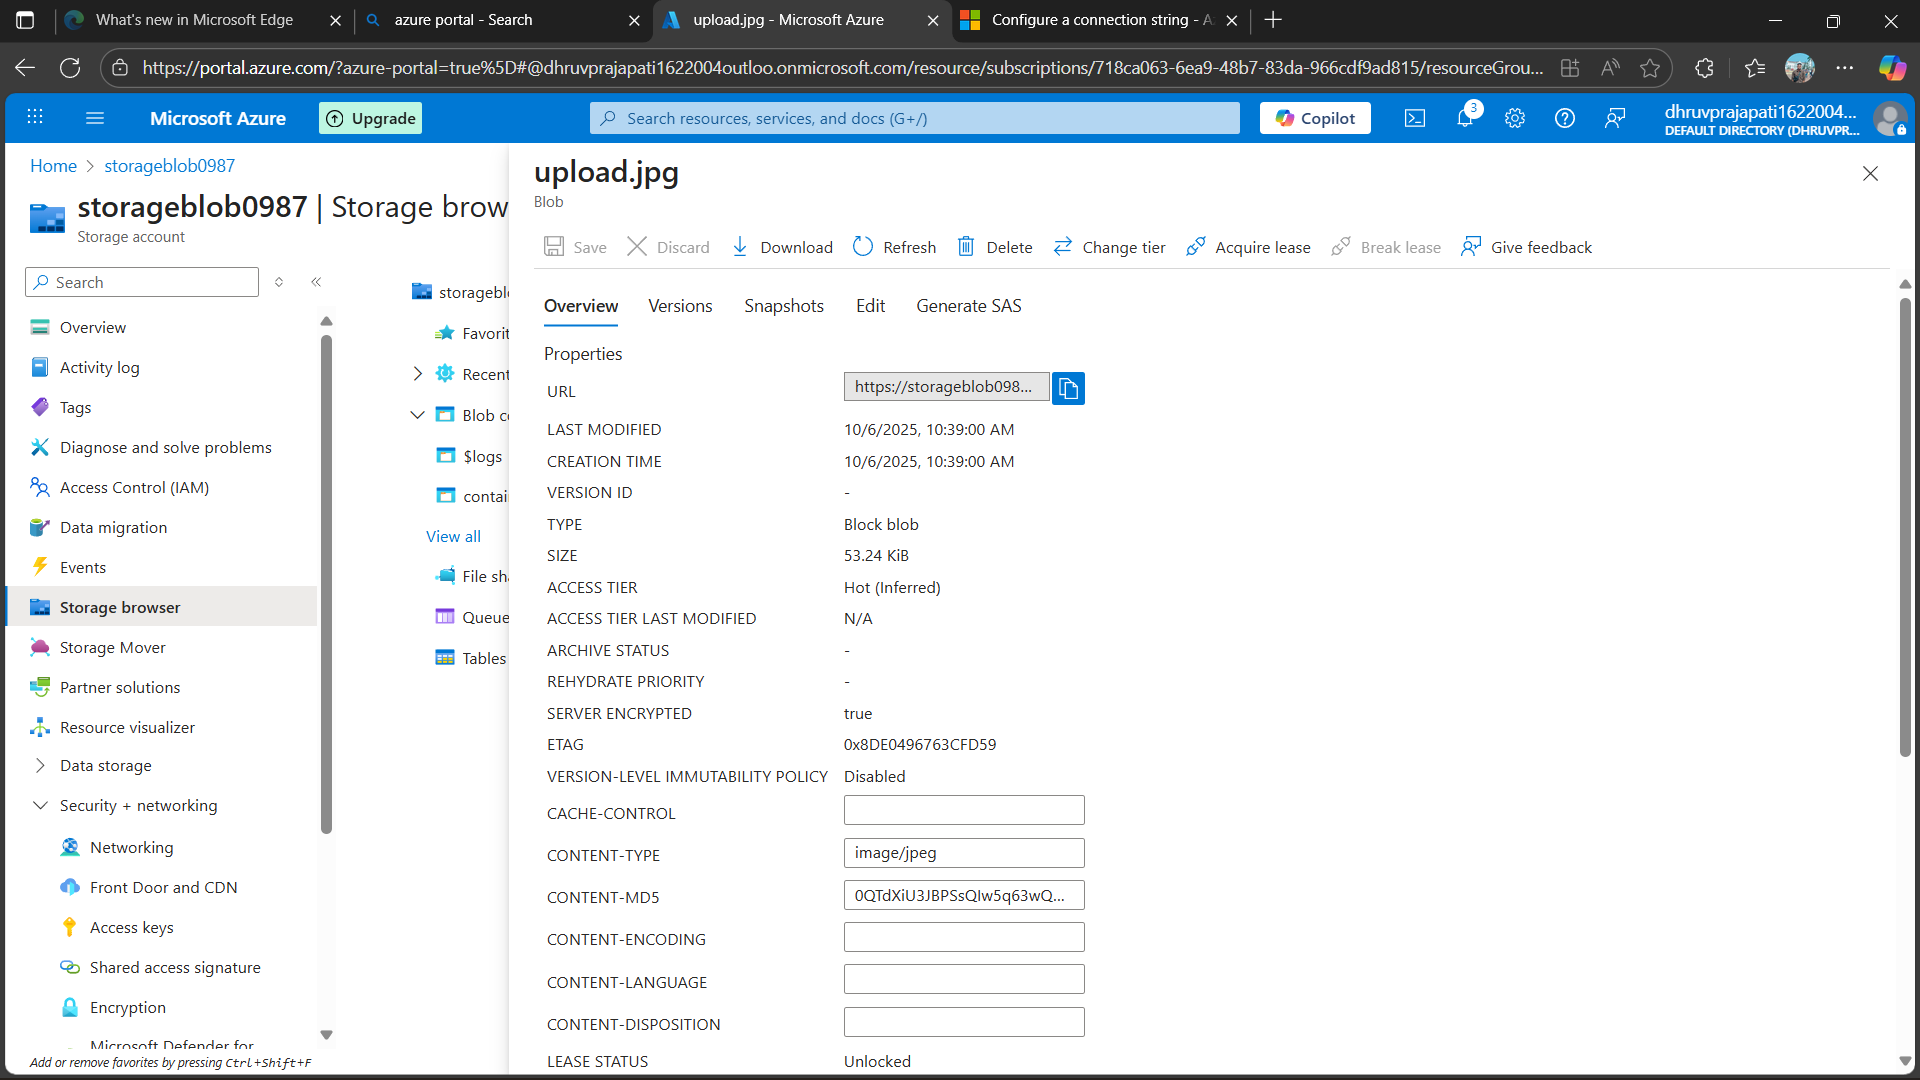 What's new in Microsoft Edge
azure portal - Search
upload.jpg - Microsoft Azure
Configure a connection string - A
https://portal.azure.com/?azure-portal=true%5D#@dhruvprajapati1622004outloo.onmicrosoft.com/resource/subscriptions/718ca063-6ea9-48b7-83da-966cdf9ad815/resourceGrou...
Microsoft Azure
Upgrade
Search resources, services, and docs (G+/)
Copilot
3
dhruvprajapati1622004...
DEFAULT DIRECTORY (DHRUVPR...
Home > storageblob0987
storageblob0987 | Storage brow
Storage account
Search
Overview
Activity log
Tags
Diagnose and solve problems
Access Control (IAM)
Data migration
Events
Storage browser
Storage Mover
Partner solutions
Resource visualizer
Data storage
Security + networking
Networking
Front Door and CDN
Access keys
Shared access signature
Encryption
Microsoft Defender for
Add or remove favorites by pressing Ctrl+Shift+F
storagebl
Favorit
Recent
Blob c
$logs
contai
View all
File sh
Queue
Tables
upload.jpg
Blob
Save
Discard
Download
Refresh
Delete
Change tier
Acquire lease
Break lease
Give feedback
Overview
Versions
Snapshots
Edit
Generate SAS
Properties
URL https://storageblob098...
LAST MODIFIED 10/6/2025, 10:39:00 AM
CREATION TIME 10/6/2025, 10:39:00 AM
VERSION ID -
TYPE Block blob
SIZE 53.24 KiB
ACCESS TIER Hot (Inferred)
ACCESS TIER LAST MODIFIED N/A
ARCHIVE STATUS -
REHYDRATE PRIORITY -
SERVER ENCRYPTED true
ETAG 0x8DE0496763CFD59
VERSION-LEVEL IMMUTABILITY POLICY Disabled
CACHE-CONTROL
CONTENT-TYPE image/jpeg
CONTENT-MD5 0QTdXiU3JBPSsQIw5q63wQ...
CONTENT-ENCODING
CONTENT-LANGUAGE
CONTENT-DISPOSITION
LEASE STATUS Unlocked